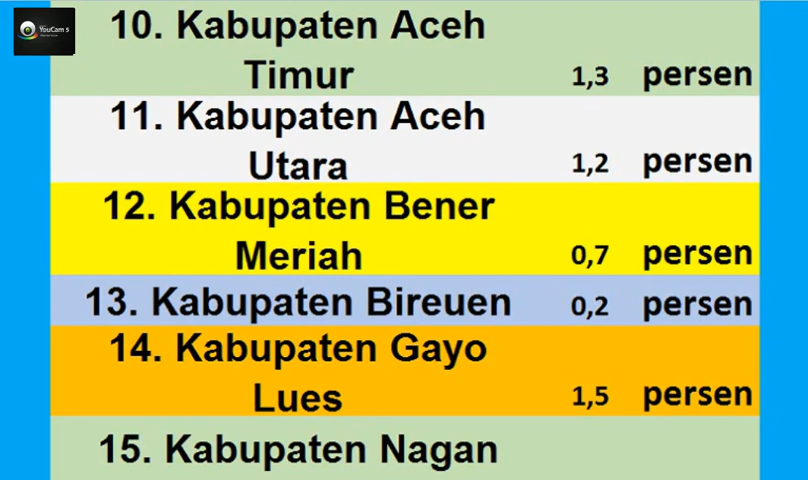 YouCam 5
10. Kabupaten Aceh
Timur 1,3 persen
11. Kabupaten Aceh
Utara 1,2 persen
12. Kabupaten Bener
Meriah 0,7 persen
13. Kabupaten Bireuen 0,2 persen
14. Kabupaten Gayo
Lues 1,5 persen
15. Kabupaten Nagan